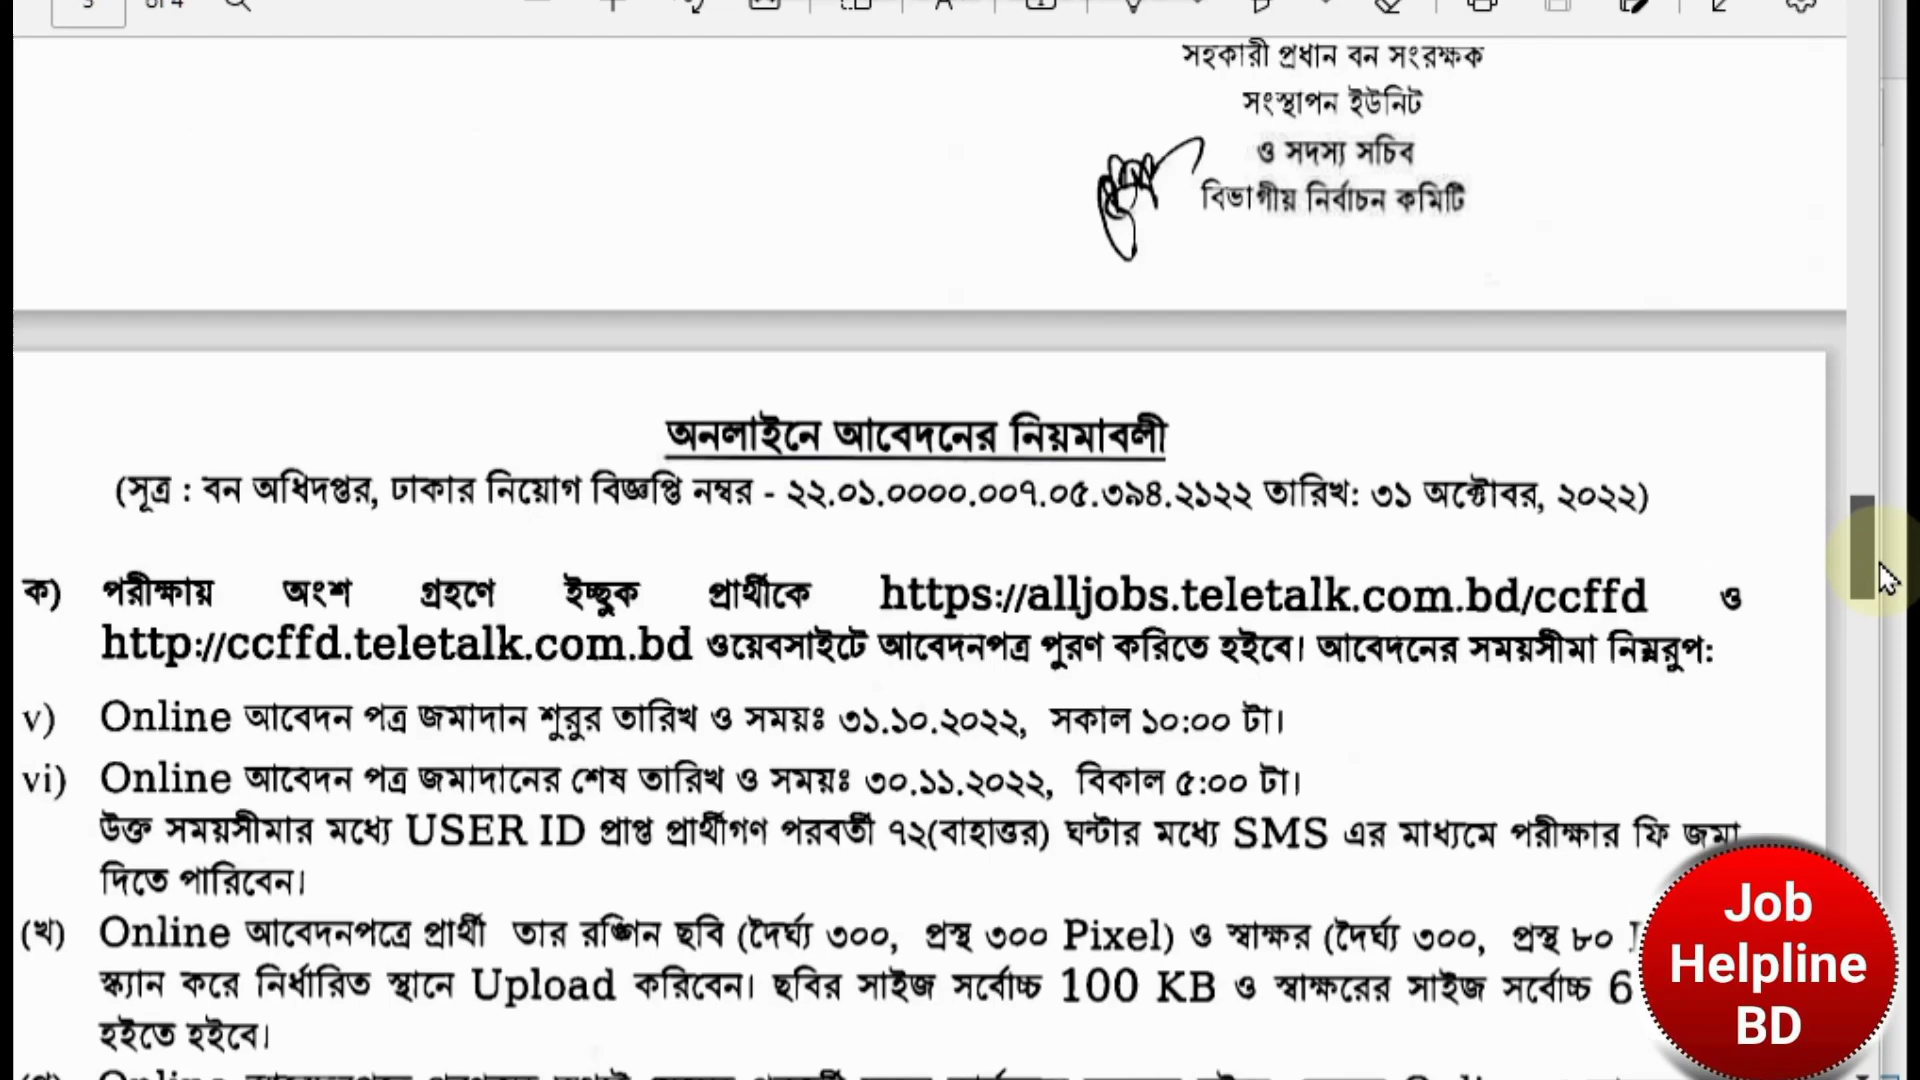 of 4
সহকারী প্রধান বন সংরক্ষক
সংস্থাপন ইউনিট
ও সদস্য সচিব
বিভাগীয় নির্বাচন কমিটি
অনলাইনে আবেদনের নিয়মাবলী
(সূত্র : বন অধিদপ্তর, ঢাকার নিয়োগ বিজ্ঞপ্তি নম্বর - ২২.০১.০০০০.০০৭.০৫.৩৯৪.২১২২ তারিখ: ৩১ অক্টোবর, ২০২২)
ক) পরীক্ষায় অংশ গ্রহণে ইচ্ছুক প্রার্থীকে https://alljobs.teletalk.com.bd/ccffd ও
http://ccffd.teletalk.com.bd ওয়েবসাইটে আবেদনপত্র পুরণ করিতে হইবে। আবেদনের সময়সীমা নিম্নরুপ:
v) Online আবেদন পত্র জমাদান শুরুর তারিখ ও সময়ঃ ৩১.১০.২০২২, সকাল ১০:০০ টা।
vi) Online আবেদন পত্র জমাদানের শেষ তারিখ ও সময়ঃ ৩০.১১.২০২২, বিকাল ৫:০০ টা।
উক্ত সময়সীমার মধ্যে USER ID প্রাপ্ত প্রার্থীগণ পরবর্তী ৭২(বাহাত্তর) ঘন্টার মধ্যে SMS এর মাধ্যমে পরীক্ষার ফি জমা
দিতে পারিবেন।
(খ) Online আবেদনপত্রে প্রার্থী তার রঙ্গিন ছবি (দৈর্ঘ্য ৩০০, প্রস্থ ৩০০ Pixel) ও স্বাক্ষর (দৈর্ঘ্য ৩০০, প্রস্থ ৮০
স্ক্যান করে নির্ধারিত স্থানে Upload করিবেন। ছবির সাইজ সর্বোচ্চ 100 KB ও স্বাক্ষরের সাইজ সর্বোচ্চ 6
হইতে হইবে।
Job
Helpline
BD